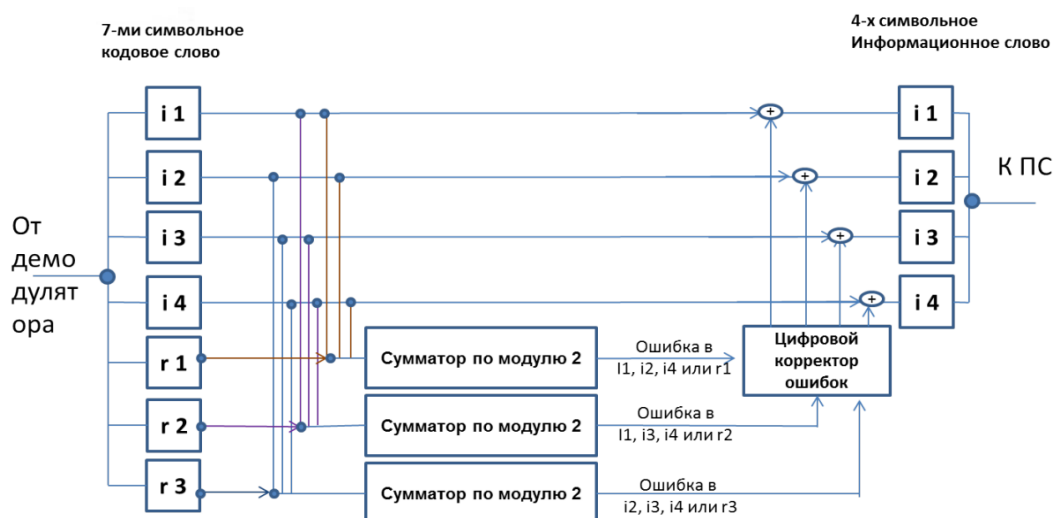 7-ми символьное
кодовое слово
4-х символьное
Информационное слово
i 1
i 1
i 2
i 2
К ПС
От
демо
дулят
ора
i 3
i 3
i 4
i 4
r 1
Сумматор по модулю 2
Ошибка в
I1, i2, i4 или r1
Цифровой
корректор
ошибок
r 2
Сумматор по модулю 2
Ошибка в
I1, i3, i4 или r2
r 3
Сумматор по модулю 2
Ошибка в
i2, i3, i4 или r3
+
+
+
+